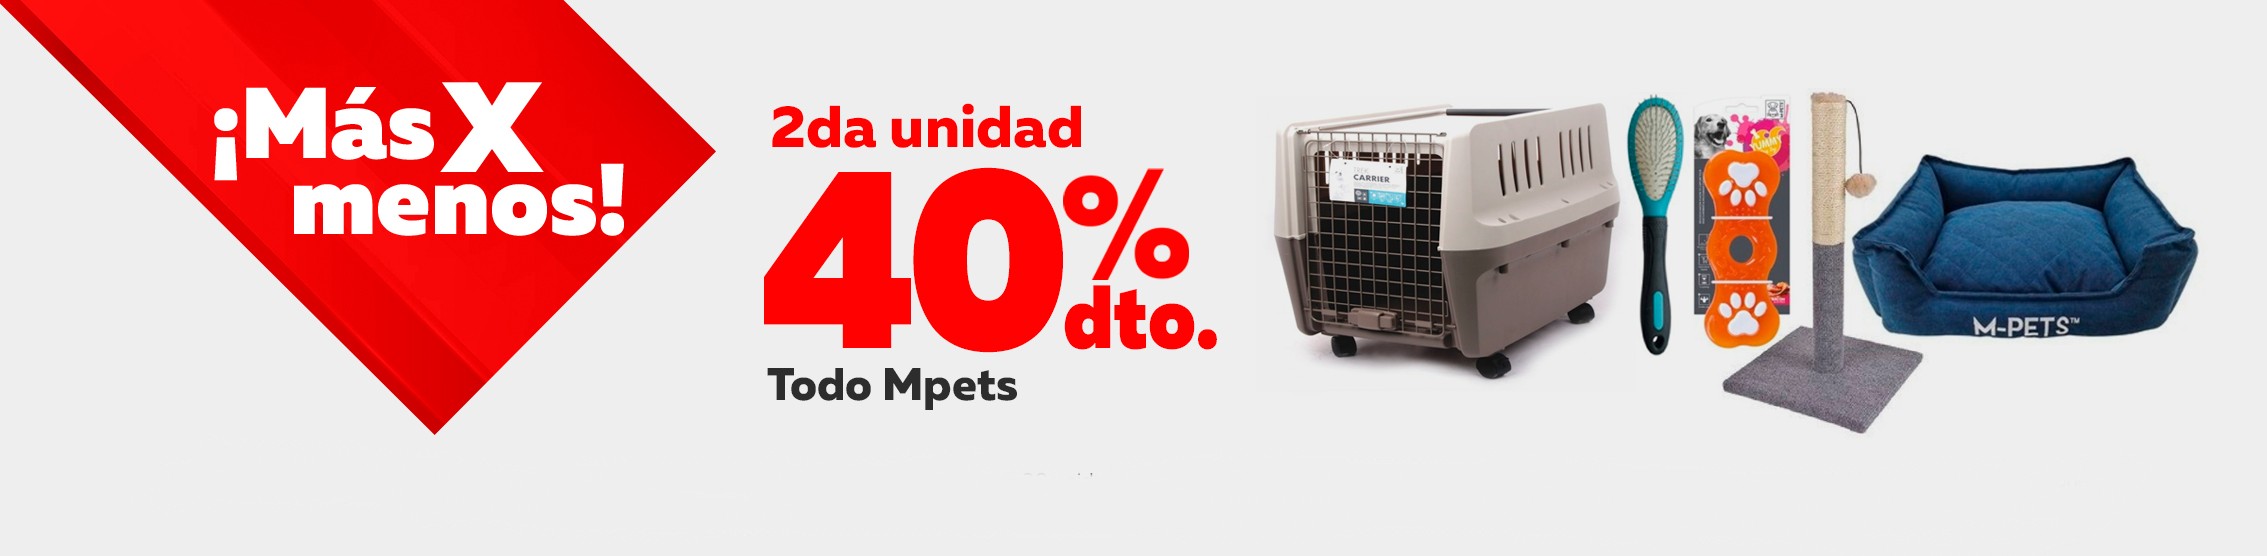 ¡Más X
menos!
2da unidad
40%
dto.
Todo Mpets
CARRIER
YUMMY
M-PETS™